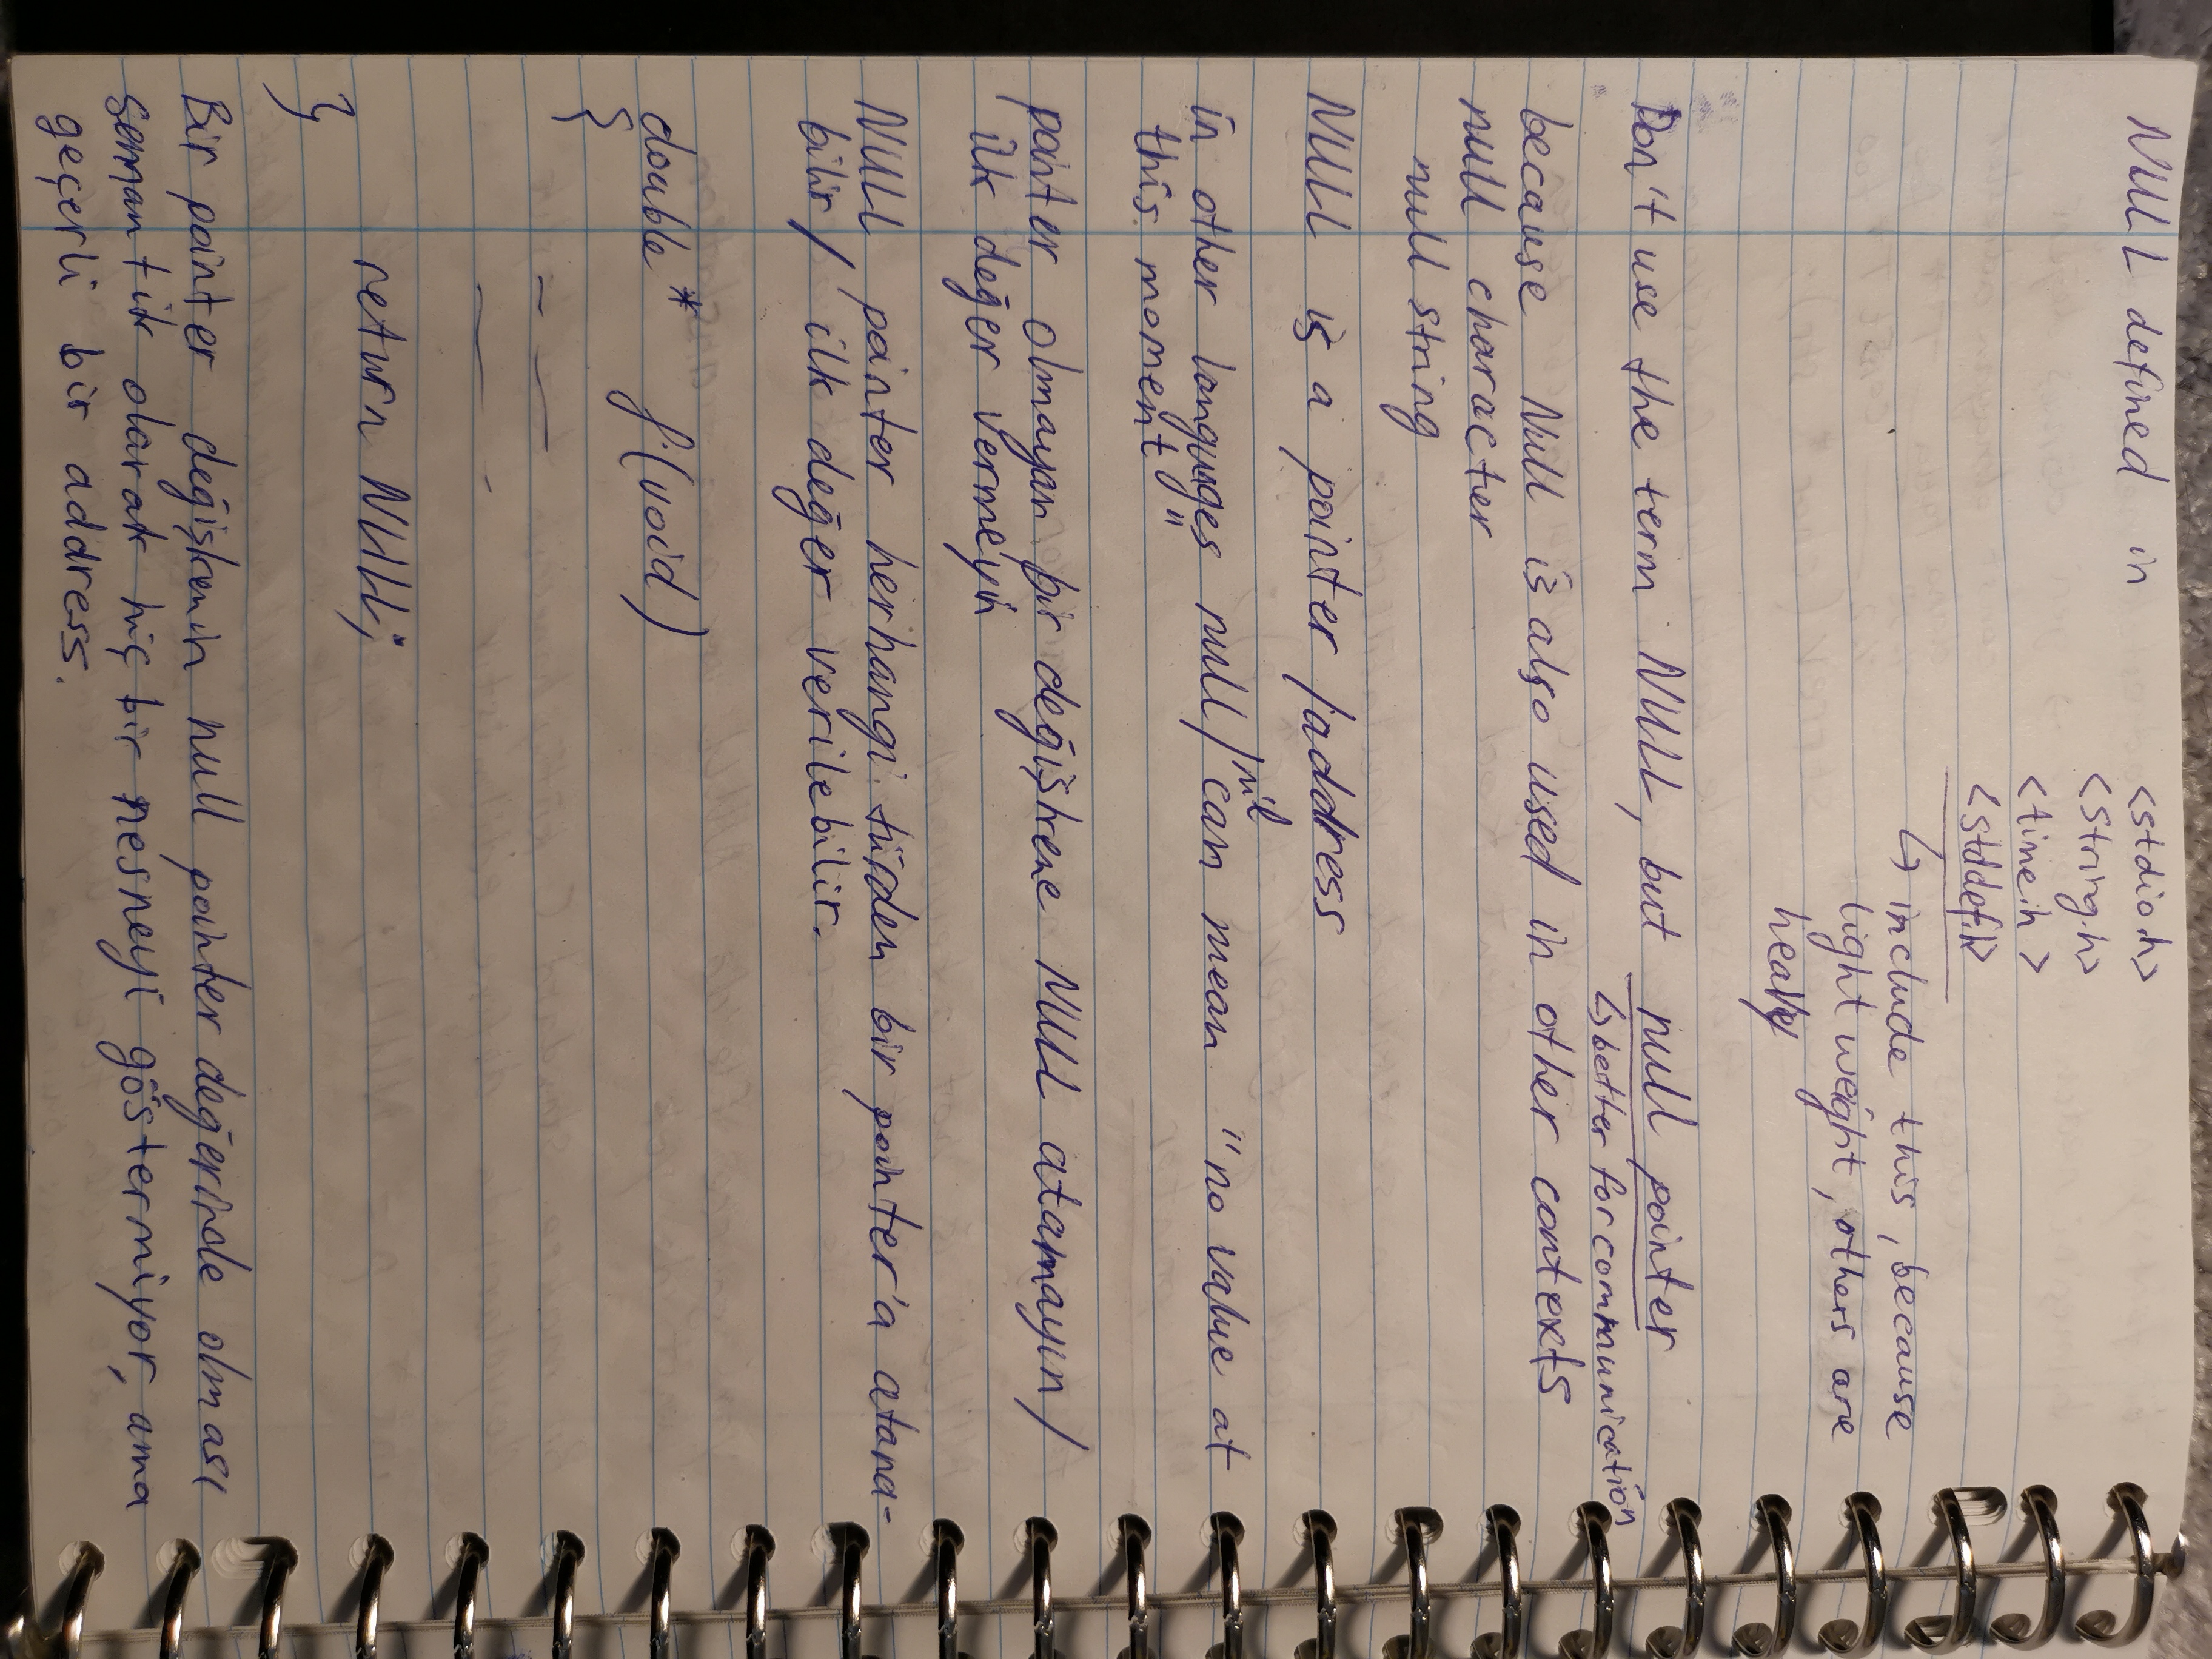 NULL defined in <stdio.h>
<string.h>
<time.h>
<stddef.h>
↳ include this, because
light weight, others are
heavy
Don't use the term NULL, but null pointer
↳ better for communication
because Null is also used in other contexts
null character
null string
NULL is a pointer /address
in other languages null/nil can mean "no value at
this moment"
pointer olmayan bir değişkene NULL atamayın/
ilk değer vermeyin
NULL pointer herhangi türden bir pointer'a atana-
bilir/ ilk değer verilebilir.
double* f(void)
{
return NULL;
}
Bir pointer değişkenin null pointer değerinde olması
semantik olarak hiç bir nesneyi göstermiyor, ama
geçerli bir address.